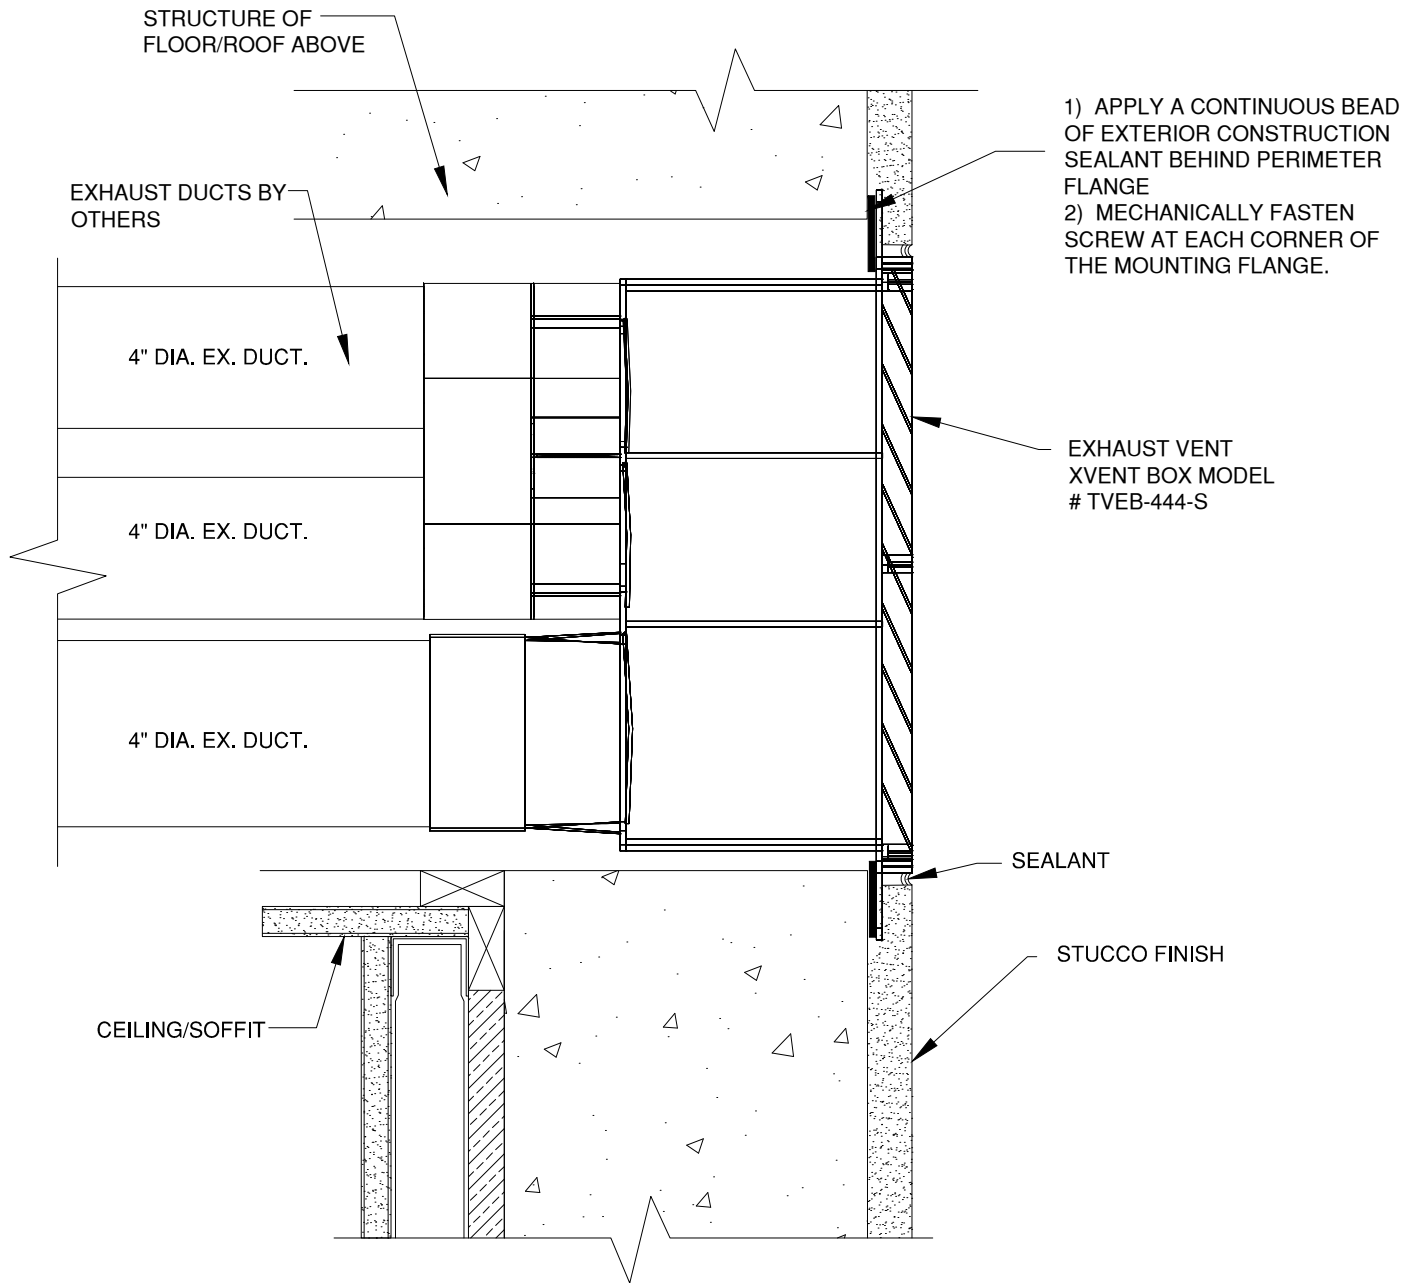 STRUCTURE OF
FLOOR/ROOF ABOVE
1) APPLY A CONTINUOUS BEAD
OF EXTERIOR CONSTRUCTION
SEALANT BEHIND PERIMETER
FLANGE
2) MECHANICALLY FASTEN
SCREW AT EACH CORNER OF
THE MOUNTING FLANGE.
EXHAUST DUCTS BY
OTHERS
4" DIA. EX. DUCT.
EXHAUST VENT
XVENT BOX MODEL
# TVEB-444-S
4" DIA. EX. DUCT.
4" DIA. EX. DUCT.
SEALANT
STUCCO FINISH
CEILING/SOFFIT